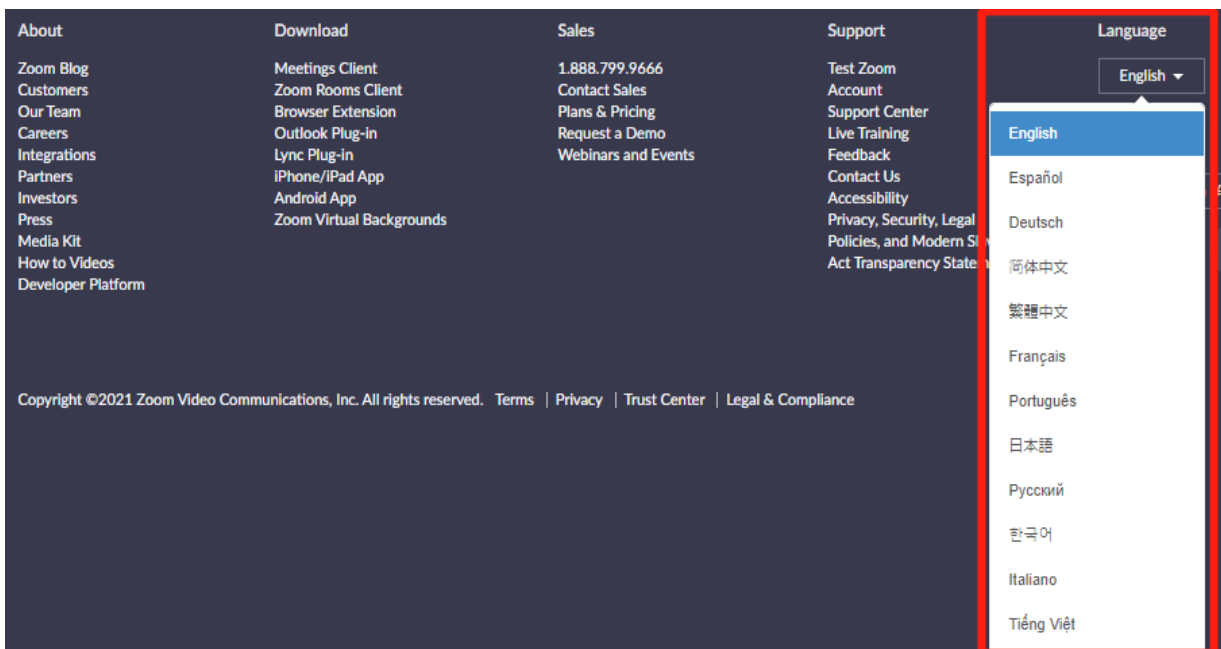 About
Zoom Blog
Customers
Our Team
Careers
Integrations
Partners
Investors
Press
Media Kit
How to Videos
Developer Platform
Download
Meetings Client
Zoom Rooms Client
Browser Extension
Outlook Plug-in
Lync Plug-in
iPhone/iPad App
Android App
Zoom Virtual Backgrounds
Sales
1.888.799.9666
Contact Sales
Plans & Pricing
Request a Demo
Webinars and Events
Support
Test Zoom
Account
Support Center
Live Training
Feedback
Contact Us
Accessibility
Privacy, Security, Legal
Policies, and Modern
Act Transparency
Language
English
English
Español
Deutsch
简体中文
繁體中文
Français
Português
日本語
Русский
한국어
Italiano
Tiếng Việt
Copyright ©2021 Zoom Video Communications, Inc. All rights reserved. Terms | Privacy | Trust Center | Legal & Compliance